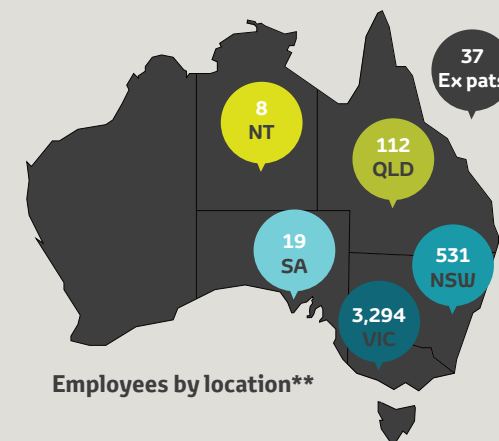 37
Ex pats
8
NT
112
QLD
19
SA
531
NSW
3,294
VIC
Employees by location**